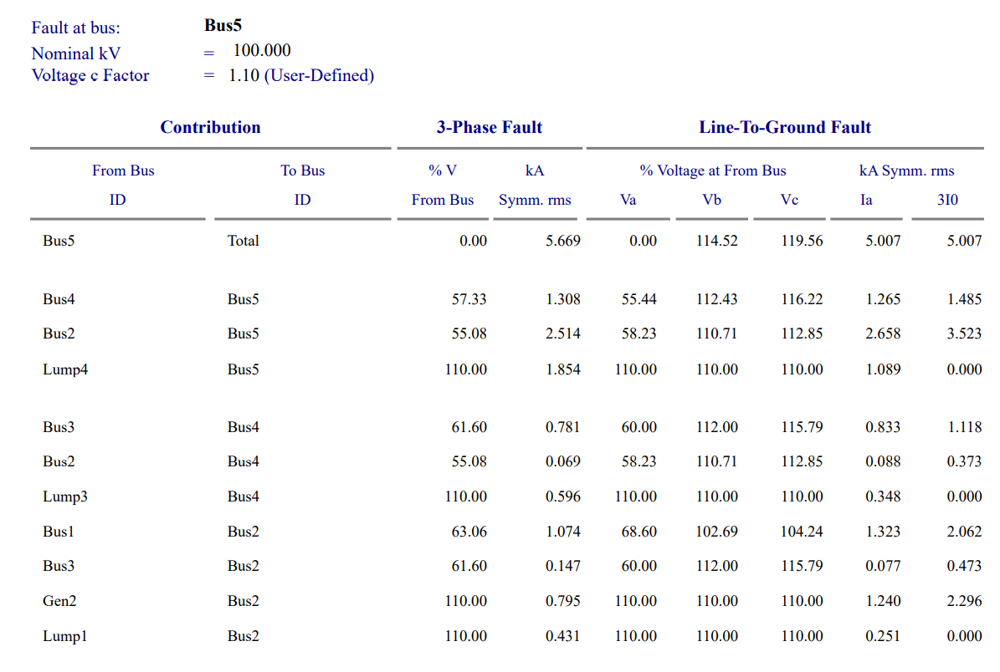 Fault at bus: Bus5
Nominal kV = 100.000
Voltage c Factor = 1.10 (User-Defined)
Contribution 3-Phase Fault Line-To-Ground Fault
From Bus To Bus % V kA % Voltage at From Bus kA Symm. rms
ID ID From Bus Symm. rms Va Vb Vc Ia 3I0
Bus5 Total 0.00 5.669 0.00 114.52 119.56 5.007 5.007
Bus4 Bus5 57.33 1.308 55.44 112.43 116.22 1.265 1.485
Bus2 Bus5 55.08 2.514 58.23 110.71 112.85 2.658 3.523
Lump4 Bus5 110.00 1.854 110.00 110.00 110.00 1.089 0.000
Bus3 Bus4 61.60 0.781 60.00 112.00 115.79 0.833 1.118
Bus2 Bus4 55.08 0.069 58.23 110.71 112.85 0.088 0.373
Lump3 Bus4 110.00 0.596 110.00 110.00 110.00 0.348 0.000
Bus1 Bus2 63.06 1.074 68.60 102.69 104.24 1.323 2.062
Bus3 Bus2 61.60 0.147 60.00 112.00 115.79 0.077 0.473
Gen2 Bus2 110.00 0.795 110.00 110.00 110.00 1.240 2.296
Lump1 Bus2 110.00 0.431 110.00 110.00 110.00 0.251 0.000